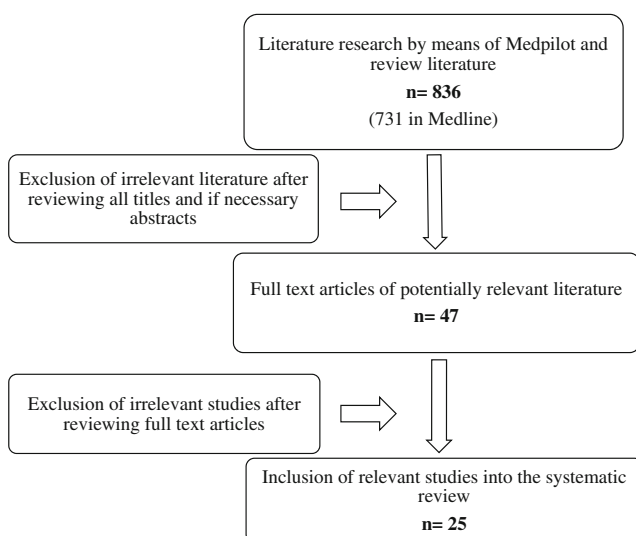 Literature research by means of Medpilot and
review literature
n= 836
(731 in Medline)
Exclusion of irrelevant literature after
reviewing all titles and if necessary
abstracts
Full text articles of potentially relevant literature
n= 47
Exclusion of irrelevant studies after
reviewing full text articles
Inclusion of relevant studies into the systematic
review
n= 25